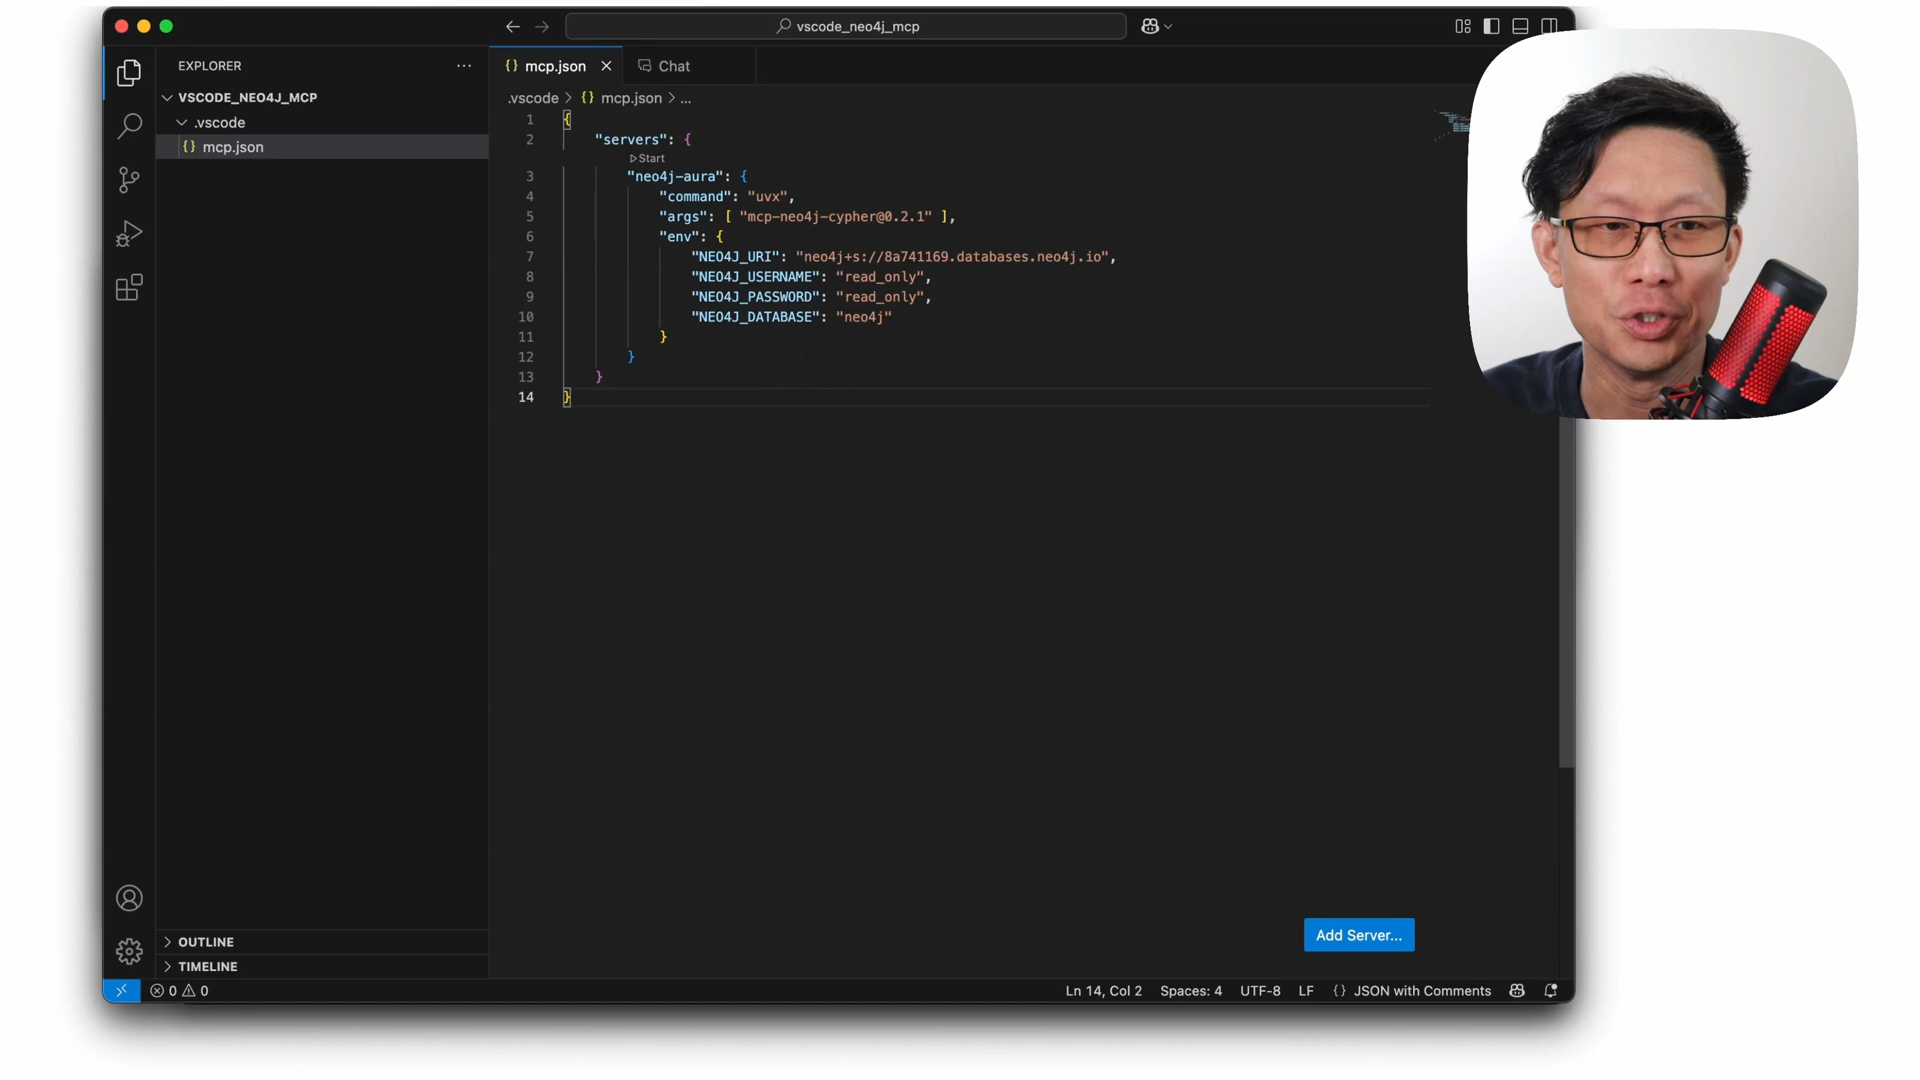 vscode_neo4j_mcp
EXPLORER
VSCODE_NEO4J_MCP
.vscode
{} mcp.json
{} mcp.json
Chat
.vscode > {} mcp.json > ...
1 {
2 "servers": {
Start
3 "neo4j-aura": {
4 "command": "uvx",
5 "args": [ "mcp-neo4j-cypher@0.2.1" ],
6 "env": {
7 "NEO4J_URI": "neo4j+s://8a741169.databases.neo4j.io",
8 "NEO4J_USERNAME": "read_only",
9 "NEO4J_PASSWORD": "read_only",
10 "NEO4J_DATABASE": "neo4j"
11 }
12 }
13 }
14 }
Add Server...
OUTLINE
TIMELINE
0 0
Ln 14, Col 2 Spaces: 4 UTF-8 LF {} JSON with Comments